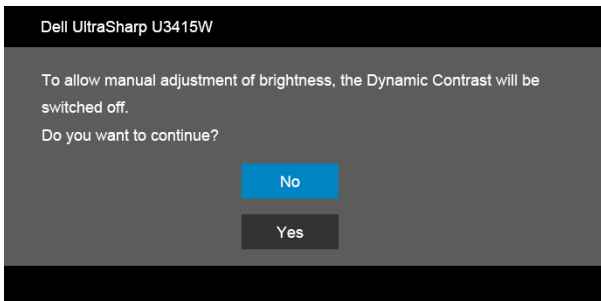 Dell UltraSharp U3415W
To allow manual adjustment of brightness, the Dynamic Contrast will be
switched off.
Do you want to continue?
No
Yes